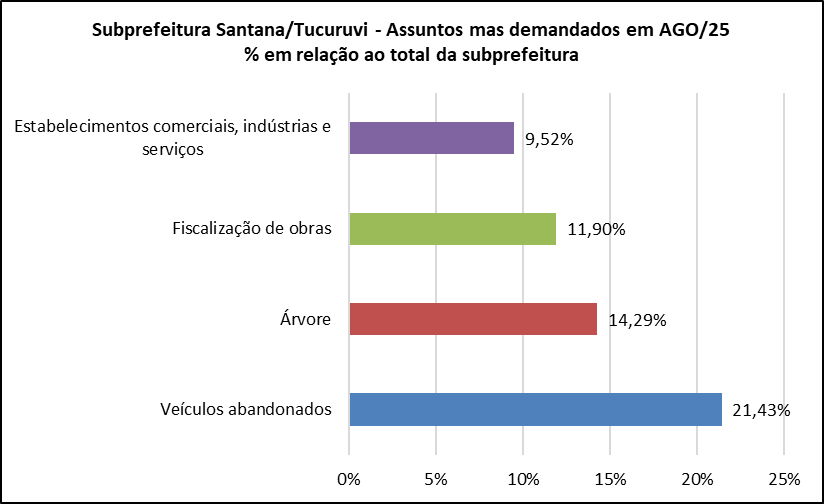 Subprefeitura Santana/Tucuruvi - Assuntos mas demandados em AGO/25
% em relação ao total da subprefeitura
Estabelecimentos comerciais, indústrias e
serviços
9,52%
Fiscalização de obras
11,90%
Árvore
14,29%
Veículos abandonados
21,43%
0%
5%
10%
15%
20%
25%